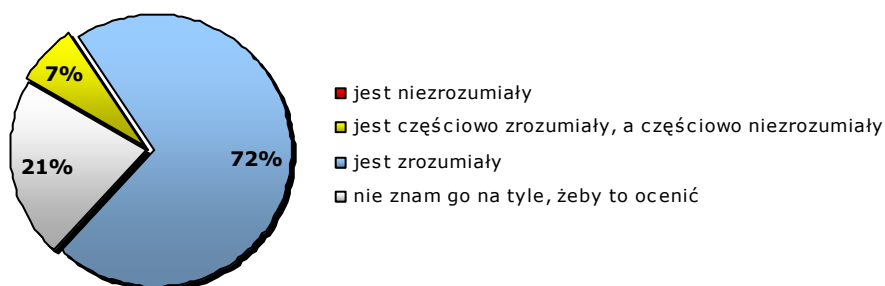 7%
72%
21%
jest niezrozumiały
jest częściowo zrozumiały, a częściowo niezrozumiały
jest zrozumiały
nie znam go na tyle, żeby to ocenić